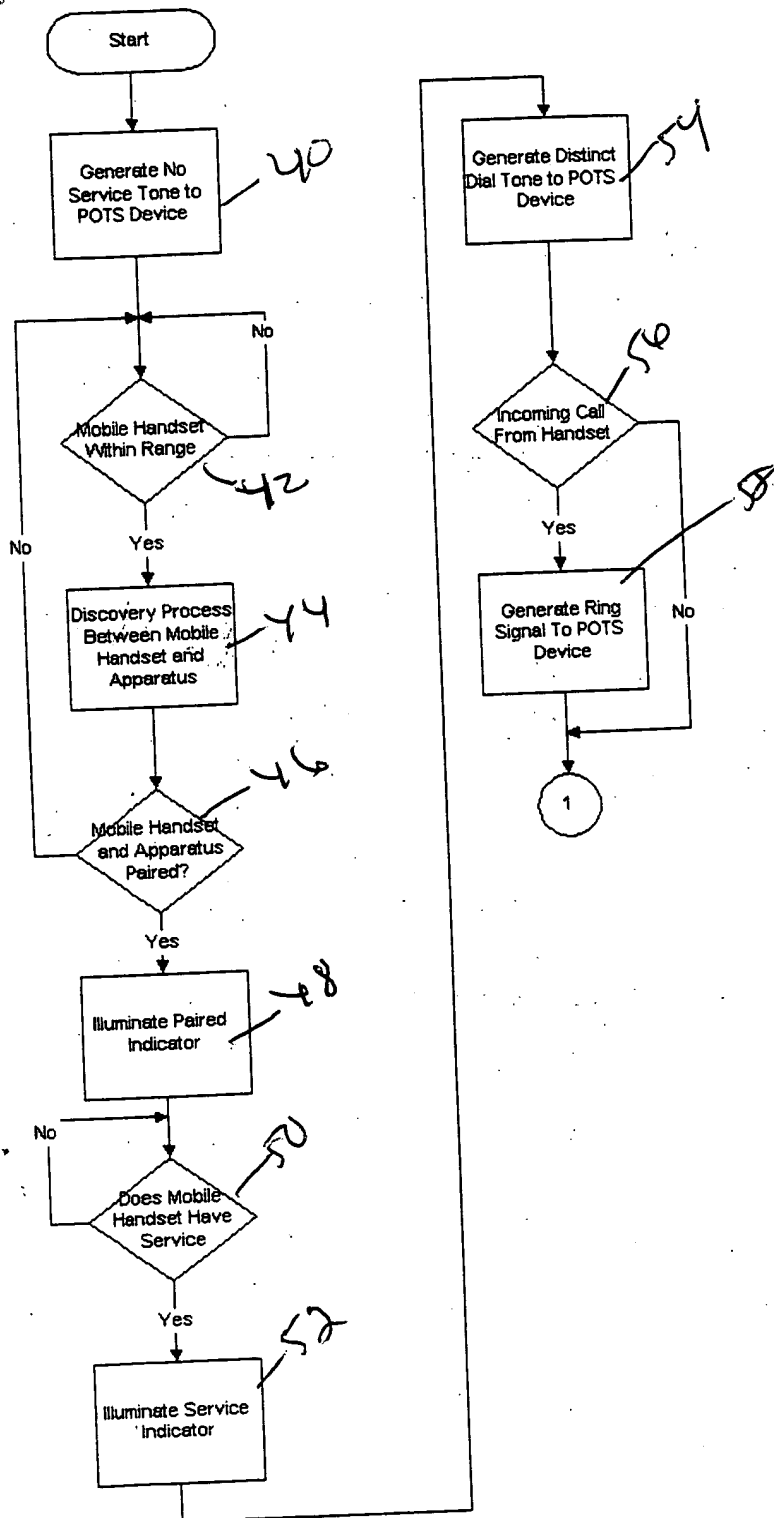 Start
Generate No
Service Tone to
POTS Device
40
No
Mobile Handset
Within Range
42
No
Yes
Discovery Process
Between Mobile
Handset and
Apparatus
44
Mobile Handset
and Apparatus
Paired?
46
Yes
Illuminate Paired
Indicator
48
No
Does Mobile
Handset Have
Service
50
Yes
Illuminate Service
Indicator
52
Generate Distinct
Dial Tone to POTS
Device
54
Incoming Call
From Handset
56
Yes
Generate Ring
Signal To POTS
Device
No
1